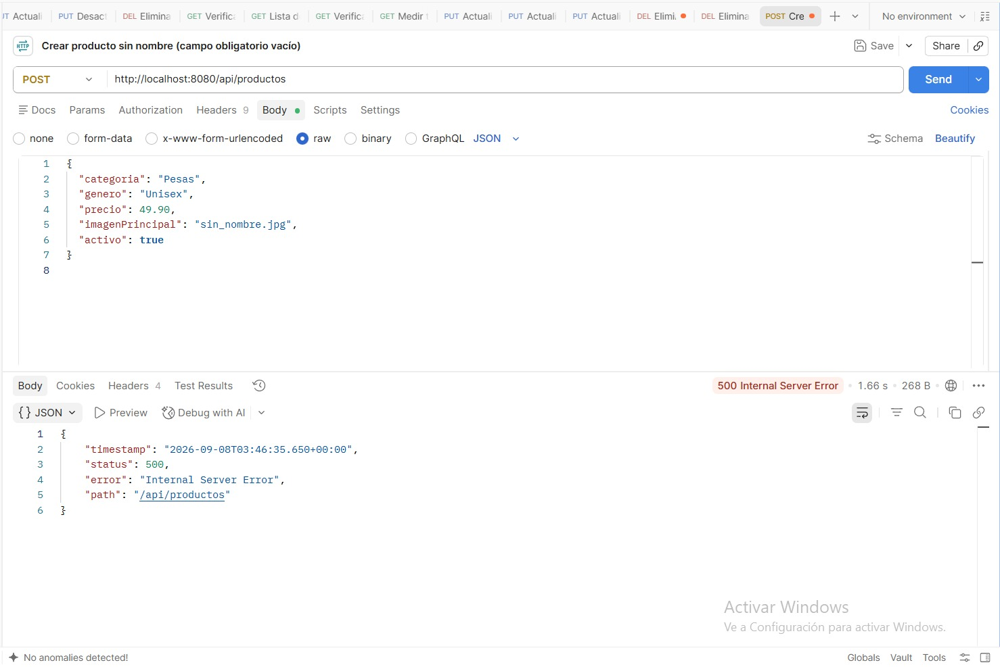 UT Actuali PUT Desact DEL Elimina GET Verifica GET Lista d GET Verifica GET Medir t PUT Actuali PUT Actuali PUT Actuali DEL Elimi. DEL Elimina POST Cre No environment
HTTP Crear producto sin nombre (campo obligatorio vacío) Save Share
POST http://localhost:8080/api/productos Send
Docs Params Authorization Headers 9 Body Scripts Settings Cookies
none form-data x-www-form-urlencoded raw binary GraphQL JSON Schema Beautify
1 {
2 "categoria": "Pesas",
3 "genero": "Unisex",
4 "precio": 49.90,
5 "imagenPrincipal": "sin_nombre.jpg",
6 "activo": true
7 }
8
Body Cookies Headers 4 Test Results 500 Internal Server Error 1.66 s 268 B
{} JSON Preview Debug with AI
1 {
2 "timestamp": "2026-09-08T03:46:35.650+00:00",
3 "status": 500,
4 "error": "Internal Server Error",
5 "path": "/api/productos"
6 }
Activar Windows
Ve a Configuración para activar Windows.
No anomalies detected! Globals Vault Tools